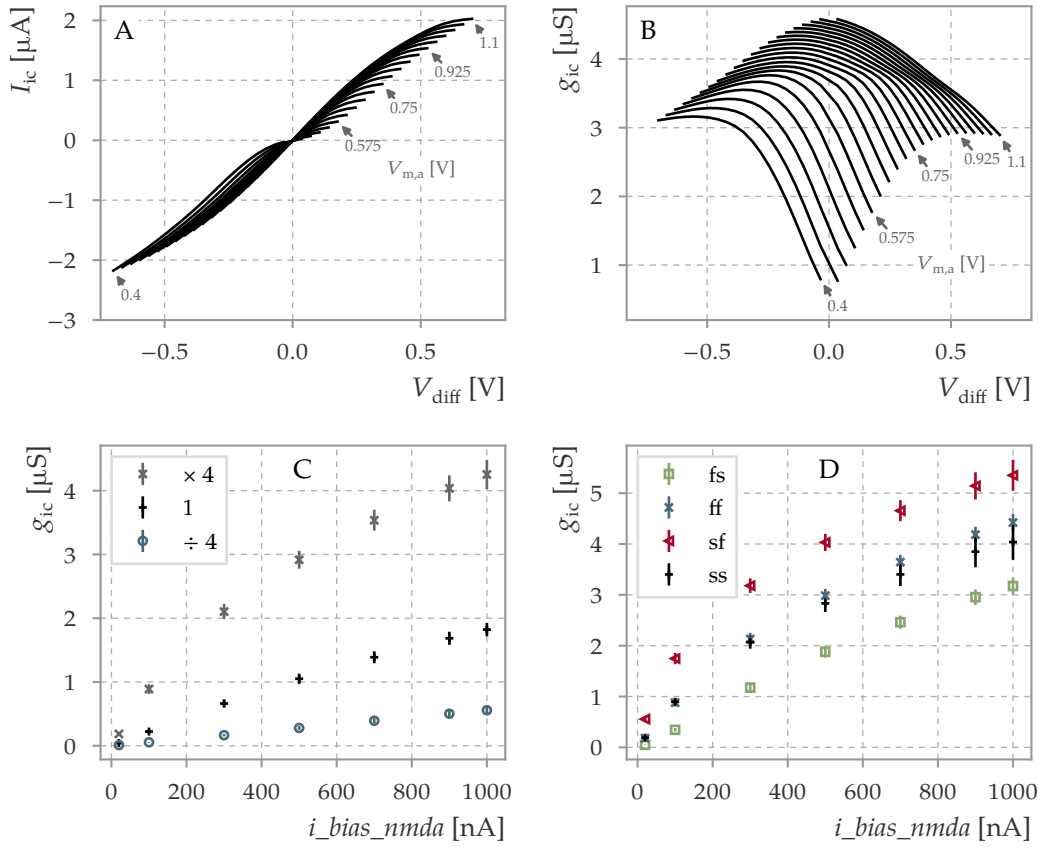 A
I_ic [μA]
2
1
0
−1
−2
−3
1.1
0.925
0.75
0.575
V_m,a [V]
0.4
−0.5
0.0
0.5
V_diff [V]
B
g_ic [μS]
4
3
2
1
0.925
1.1
0.75
0.575
V_m,a [V]
0.4
−0.5
0.0
0.5
V_diff [V]
C
g_ic [μS]
× 4
1
÷ 4
4
3
2
1
0
0
200
400
600
800
1000
i_bias_nmda [nA]
D
g_ic [μS]
fs
ff
sf
ss
5
4
3
2
1
0
0
200
400
600
800
1000
i_bias_nmda [nA]